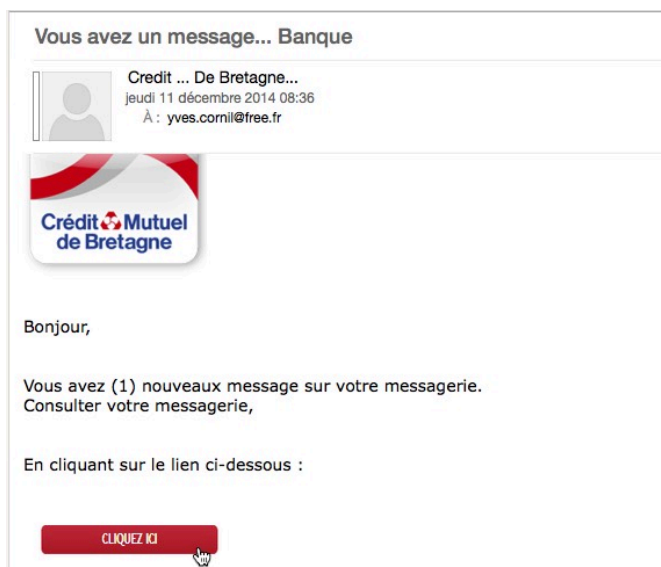 Vous avez un message... Banque
Credit ... De Bretagne...
jeudi 11 décembre 2014 08:36
À : yves.cornil@free.fr
Crédit Mutuel
de Bretagne
Bonjour,
Vous avez (1) nouveaux message sur votre messagerie.
Consulter votre messagerie,
En cliquant sur le lien ci-dessous :
CLIQUEZ ICI